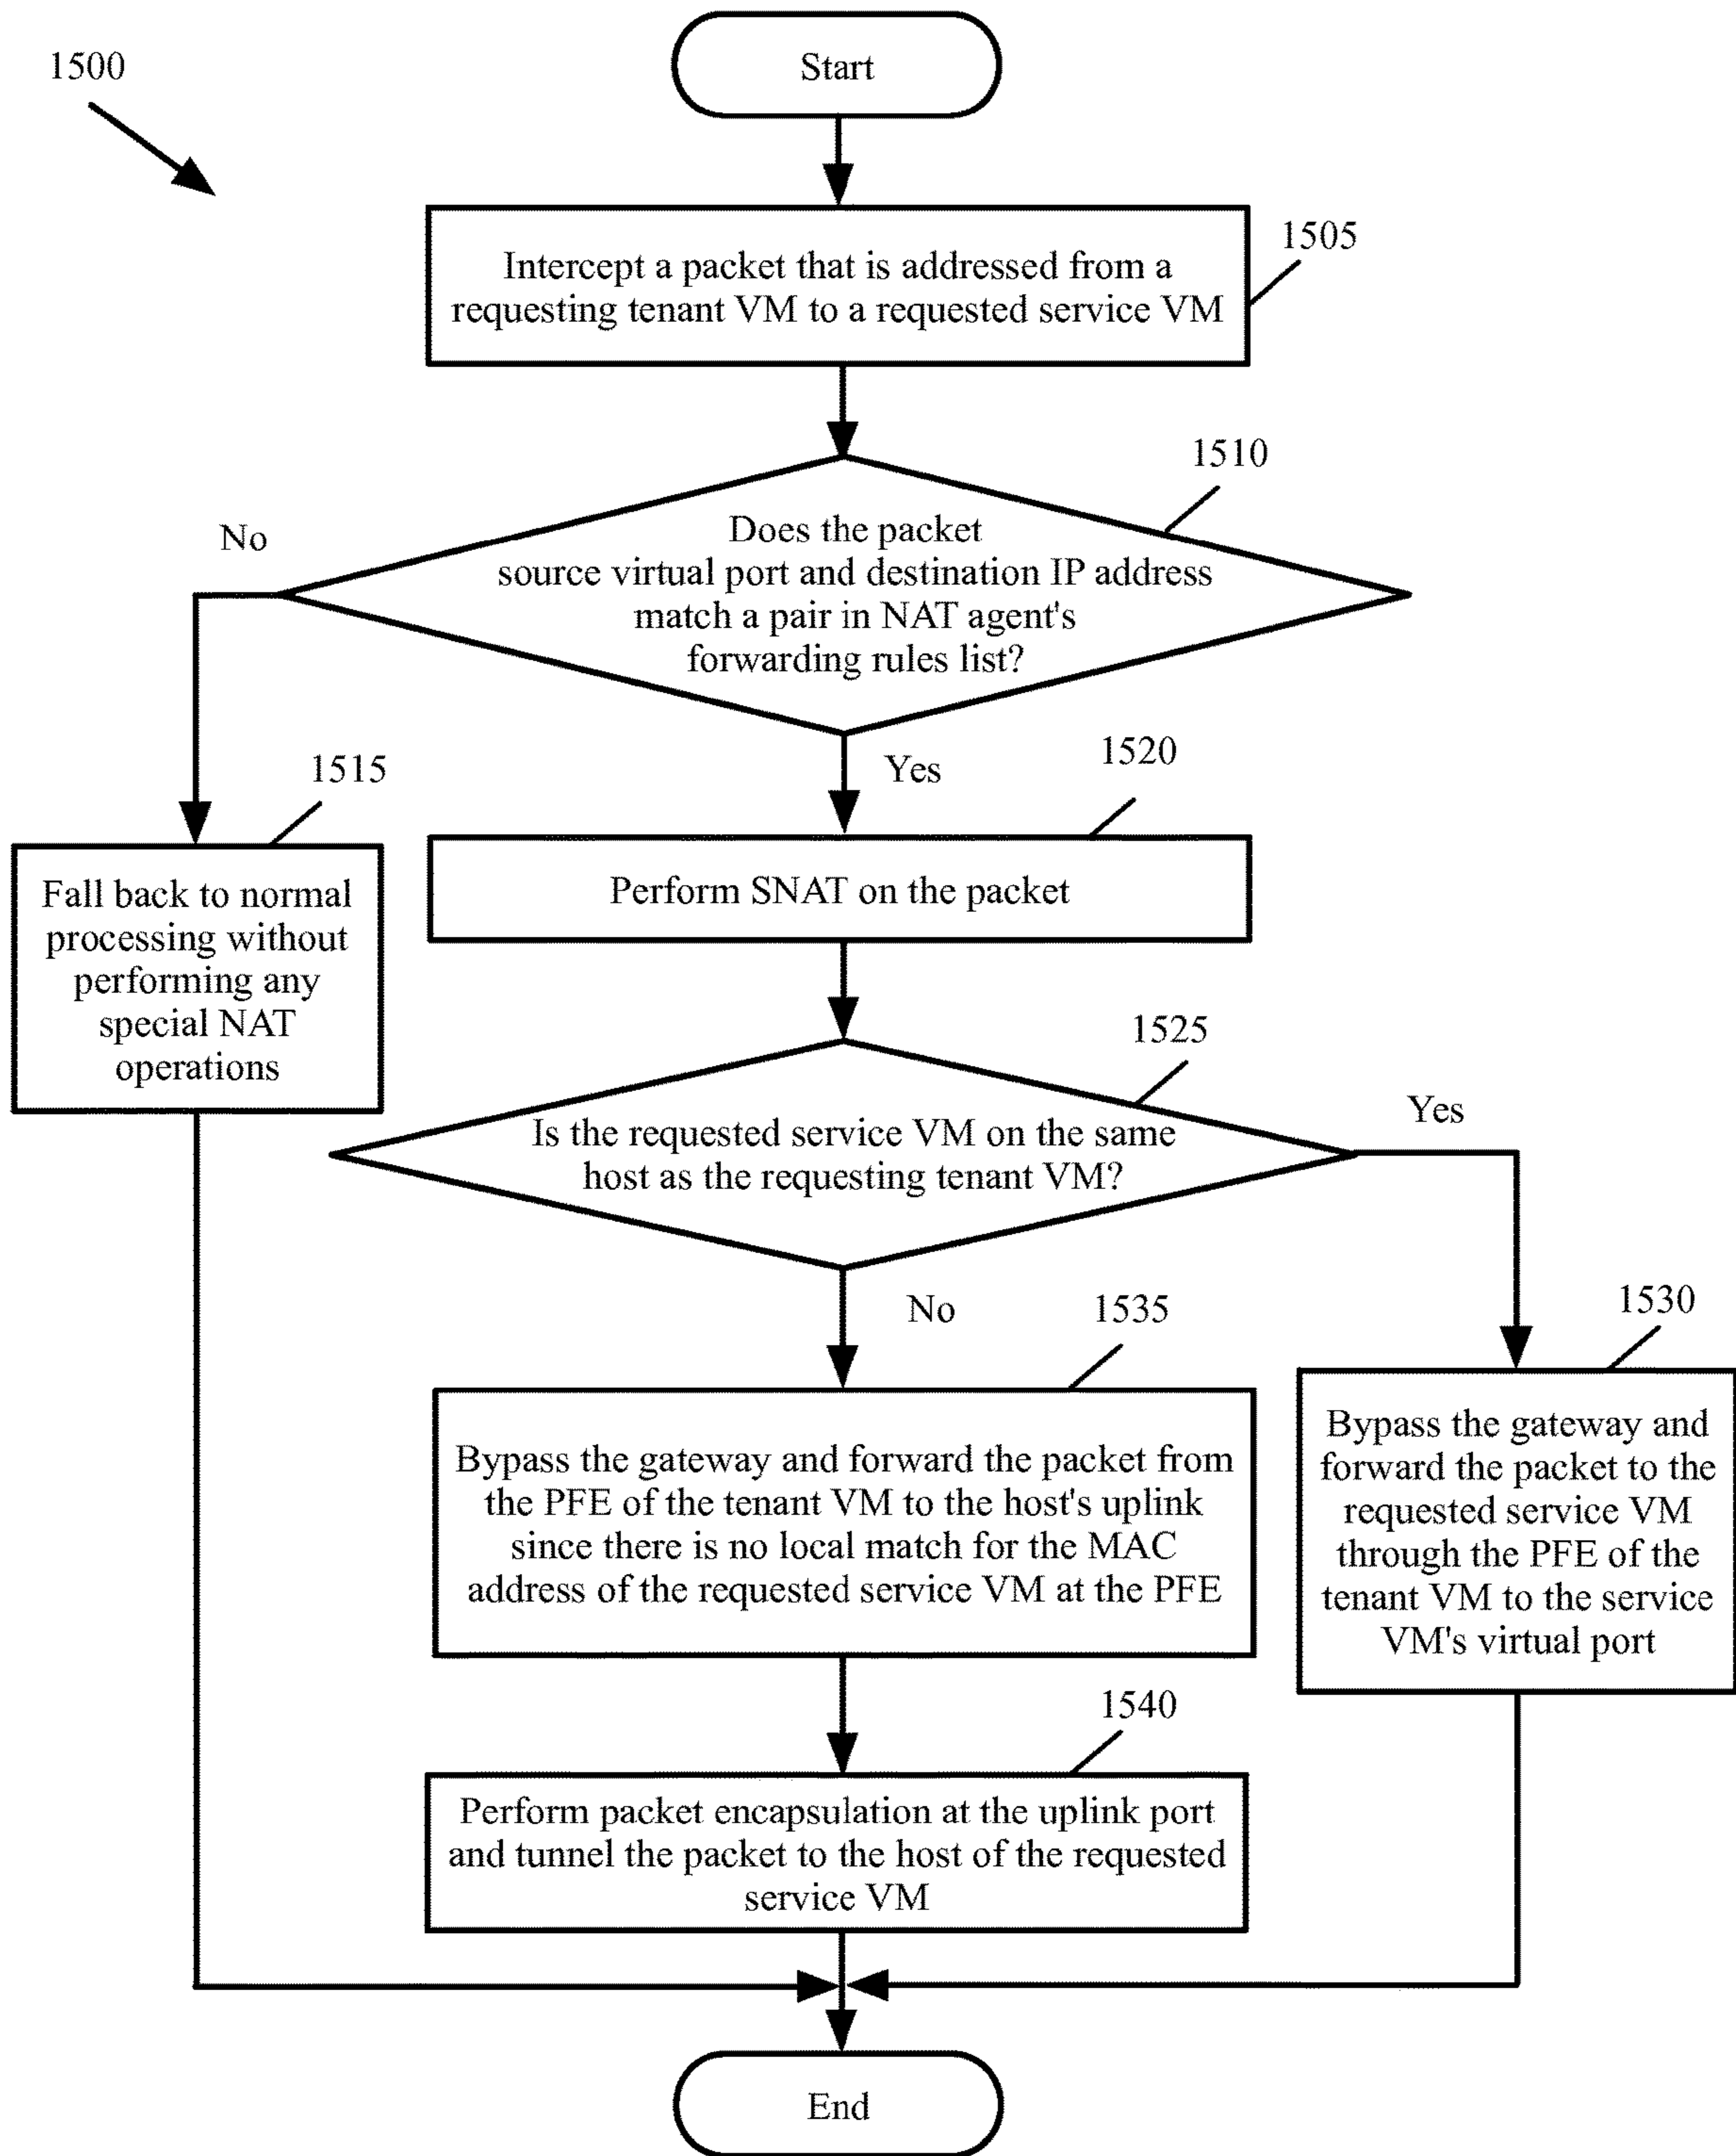 1500
Start
1505
Intercept a packet that is addressed from a
requesting tenant VM to a requested service VM
1510
No
Does the packet
source virtual port and destination IP address
match a pair in NAT agent's
forwarding rules list?
Yes
1515
Fall back to normal
processing without
performing any
special NAT
operations
1520
Perform SNAT on the packet
1525
Is the requested service VM on the same
host as the requesting tenant VM?
Yes
No
1535
Bypass the gateway and forward the packet from
the PFE of the tenant VM to the host's uplink
since there is no local match for the MAC
address of the requested service VM at the PFE
1530
Bypass the gateway and
forward the packet to the
requested service VM
through the PFE of the
tenant VM to the service
VM's virtual port
1540
Perform packet encapsulation at the uplink port
and tunnel the packet to the host of the requested
service VM
End